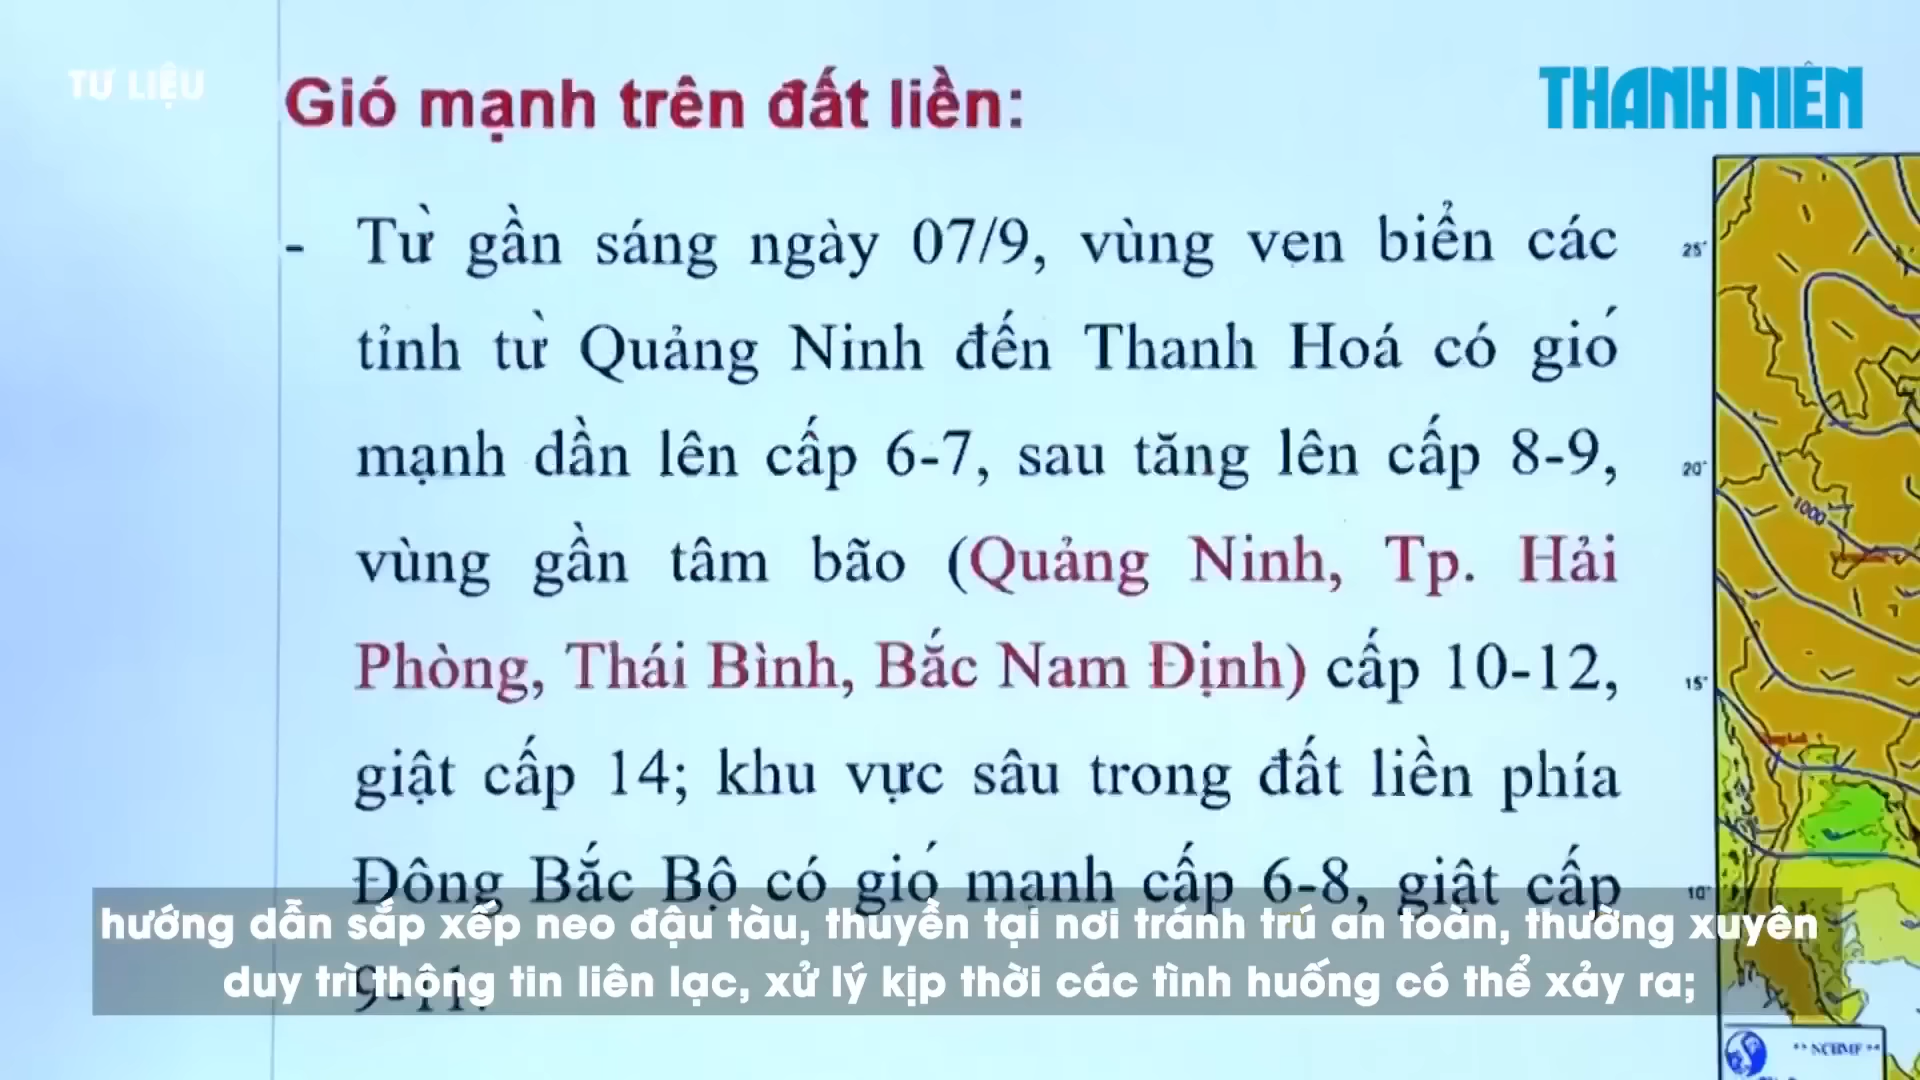 TƯ LIỆU
THANH NIÊN
Gió mạnh trên đất liền:
- Từ gần sáng ngày 07/9, vùng ven biển các
tỉnh từ Quảng Ninh đến Thanh Hoá có gió
mạnh dần lên cấp 6-7, sau tăng lên cấp 8-9,
vùng gần tâm bão (Quảng Ninh, Tp. Hải
Phòng, Thái Bình, Bắc Nam Định) cấp 10-12,
giật cấp 14; khu vực sâu trong đất liền phía
Đông Bắc Bộ có gió mạnh cấp 6-8, giật cấp
9-11.
25°
20°
15°
10°
1000
NCHMF
hướng dẫn sắp xếp neo đậu tàu, thuyền tại nơi tránh trú an toàn, thường xuyên
duy trì thông tin liên lạc, xử lý kịp thời các tình huống có thể xảy ra;